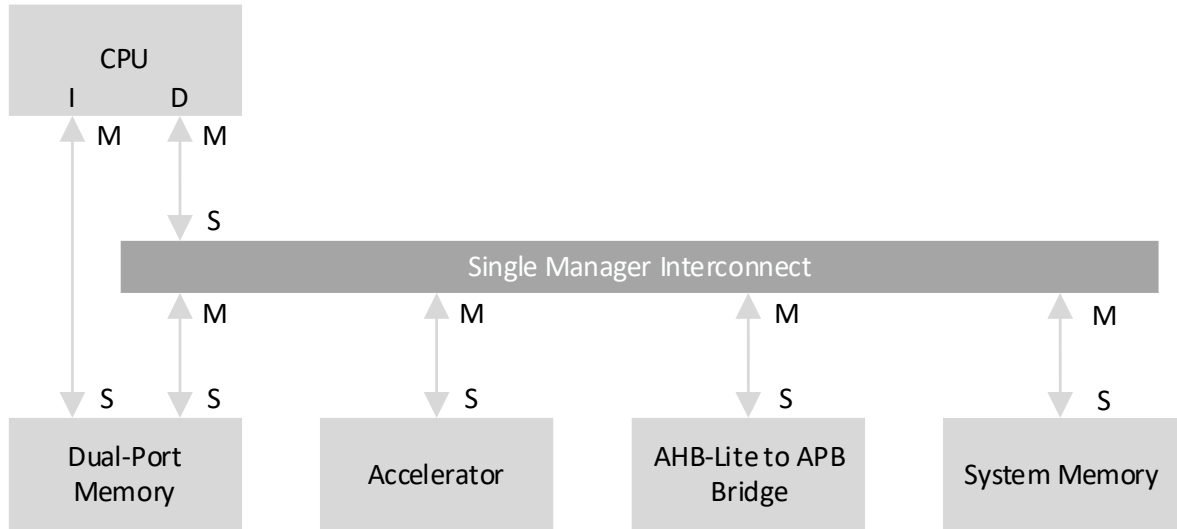 CPU
I D
M M
S
Single Manager Interconnect
M M M M
S S S S S
Dual-Port
Memory
Accelerator
AHB-Lite to APB
Bridge
System Memory